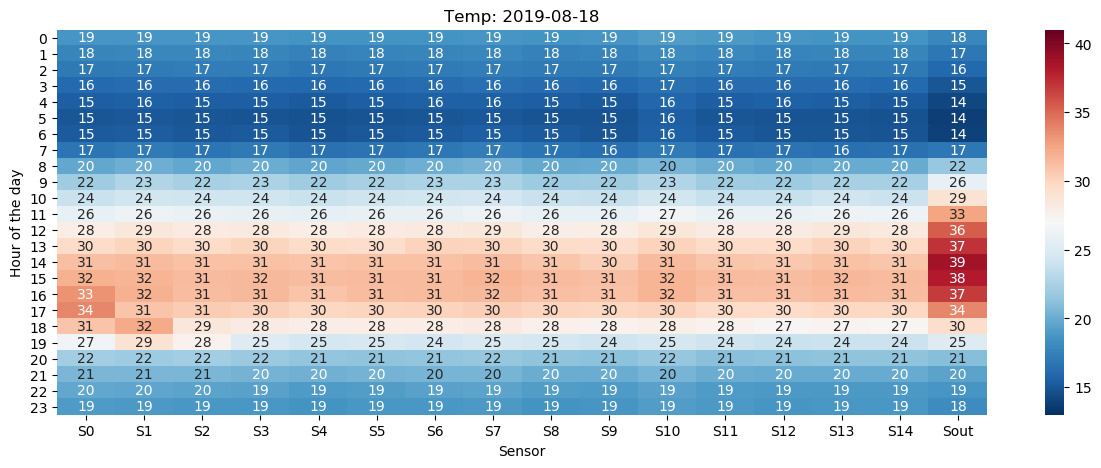 Temp: 2019-08-18
Hour of the day
0 19 19 19 19 19 19 19 19 19 19 19 19 19 19 19 18
1 18 18 18 18 18 18 18 18 18 18 18 18 18 18 18 17
2 17 17 17 17 17 17 17 17 17 17 17 17 17 17 17 16
3 16 16 16 16 16 16 16 16 16 16 17 16 16 16 16 15
4 15 16 15 15 15 15 16 16 15 15 16 15 16 15 15 14
5 15 15 15 15 15 15 15 15 15 15 16 15 15 15 15 14
6 15 15 15 15 15 15 15 15 15 15 16 15 15 15 15 14
7 17 17 17 17 17 17 17 17 17 16 17 17 17 16 17 17
8 20 20 20 20 20 20 20 20 20 20 20 20 20 20 20 22
9 22 23 22 23 22 22 23 23 22 22 23 22 22 22 22 26
10 24 24 24 24 24 24 24 24 24 24 24 24 24 24 24 29
11 26 26 26 26 26 26 26 26 26 26 27 26 26 26 26 33
12 28 29 28 28 28 28 28 29 28 28 29 28 28 29 28 36
13 30 30 30 30 30 30 30 30 30 30 30 30 30 30 30 37
14 31 31 31 31 31 31 31 31 31 30 31 31 31 31 31 39
15 32 32 31 32 31 31 31 32 31 31 32 31 31 32 31 38
16 33 32 31 31 31 31 31 32 31 31 32 31 31 31 31 37
17 34 31 31 30 30 30 30 30 30 30 30 30 30 30 30 34
18 31 32 29 28 28 28 28 28 28 28 28 28 27 27 27 30
19 27 29 28 25 25 25 24 25 25 24 25 24 24 24 24 25
20 22 22 22 22 21 21 21 22 21 21 22 21 21 21 21 21
21 21 21 21 20 20 20 20 20 20 20 20 20 20 20 20 20
22 20 20 20 19 19 19 19 19 19 19 19 19 19 19 19 19
23 19 19 19 19 19 19 19 19 19 19 19 19 19 19 19 18
S0 S1 S2 S3 S4 S5 S6 S7 S8 S9 S10 S11 S12 S13 S14 Sout
Sensor
40
35
30
25
20
15